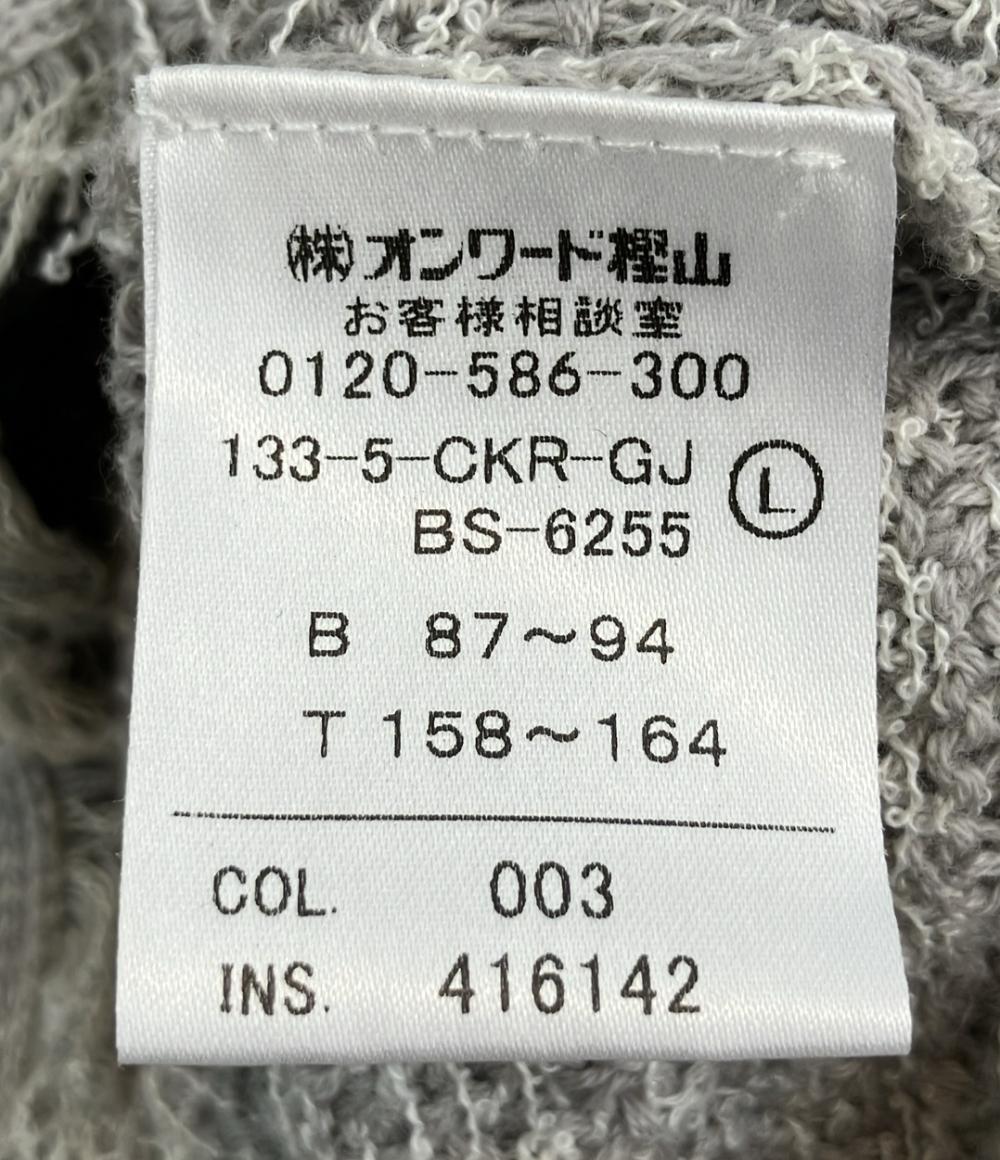 (株)オンワード樫山
お客様相談室
0120-586-300
133-5-CKR-GJ
BS-6255
L
B 87~94
T 158~164
COL. 003
INS. 416142